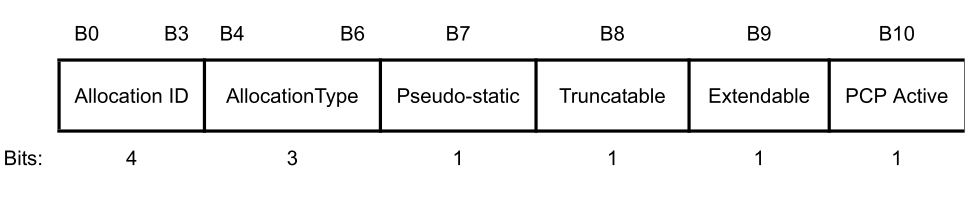 B0 B3 B4 B6 B7 B8 B9 B10
Allocation ID AllocationType Pseudo-static Truncatable Extendable PCP Active
Bits: 4 3 1 1 1 1